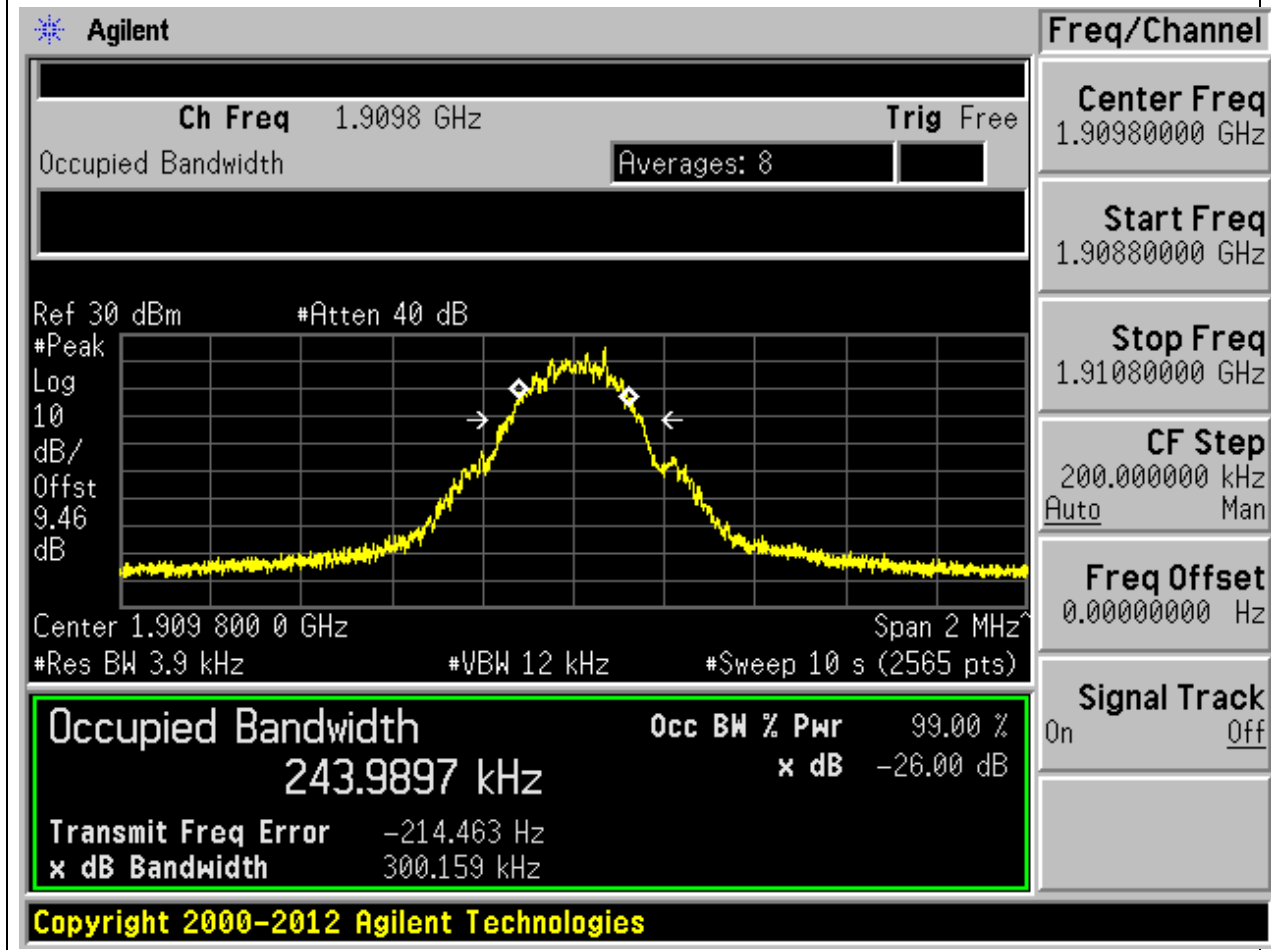 Agilent
Freq/Channel
Ch Freq 1.9098 GHz Trig Free
Occupied Bandwidth Averages: 8
Ref 30 dBm #Atten 40 dB
#Peak
Log
10
dB/
Offst
9.46
dB
Center 1.909 800 0 GHz Span 2 MHz^
#Res BW 3.9 kHz #VBW 12 kHz #Sweep 10 s (2565 pts)
Occupied Bandwidth Occ BW % Pwr 99.00 %
243.9897 kHz x dB -26.00 dB
Transmit Freq Error -214.463 Hz
x dB Bandwidth 300.159 kHz
Copyright 2000-2012 Agilent Technologies
Center Freq
1.90980000 GHz
Start Freq
1.90880000 GHz
Stop Freq
1.91080000 GHz
CF Step
200.000000 kHz
Auto Man
Freq Offset
0.00000000 Hz
Signal Track
On Off